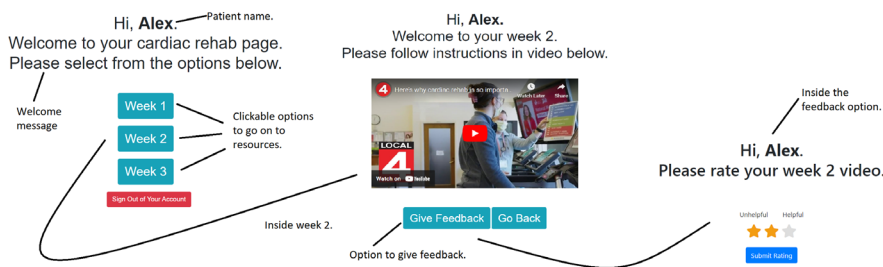 Hi, Alex.
Patient name.
Welcome to your cardiac rehab page.
Please select from the options below.
Welcome
message
Week 1
Week 2
Week 3
Clickable options
to go on to
resources.
Sign Out of Your Account
Inside week 2.
Hi, Alex.
Welcome to your week 2.
Please follow instructions in video below.
4
Here's why cardiac rehab is so importa...
Watch Later
Share
LOCAL
4
Watch on YouTube
Give Feedback
Go Back
Option to give feedback.
Inside the
feedback option.
Hi, Alex.
Please rate your week 2 video.
Unhelpful
Helpful
Submit Rating